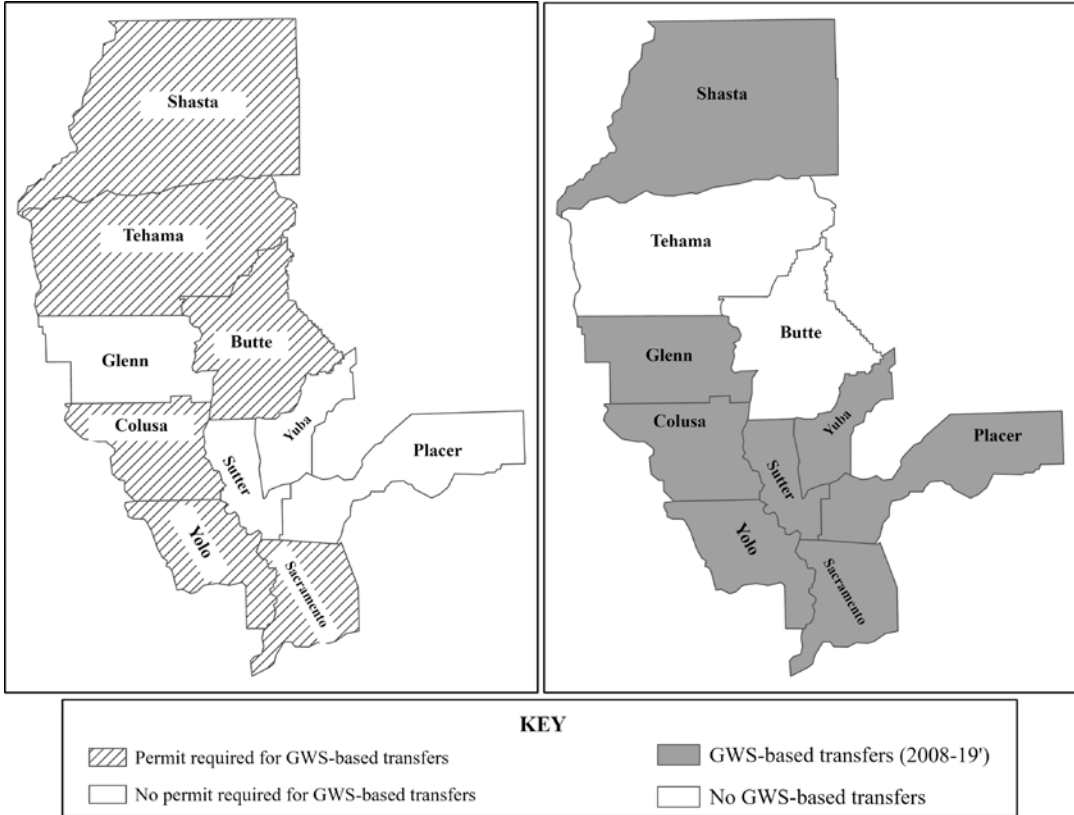 Shasta
Tehama
Butte
Glenn
Colusa
Yuba
Sutter
Placer
Yolo
Sacramento
Shasta
Tehama
Butte
Glenn
Colusa
Yuba
Placer
Sutter
Yolo
Sacramento
KEY
Permit required for GWS-based transfers
No permit required for GWS-based transfers
GWS-based transfers (2008-19')
No GWS-based transfers